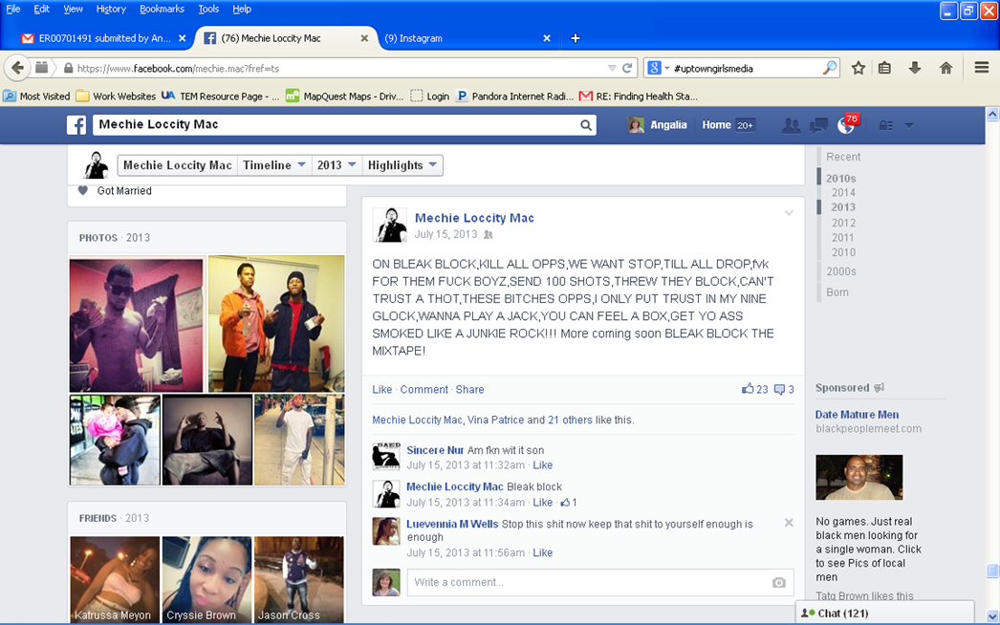 File Edit View History Bookmarks Tools Help
ER00701491 submitted by An... × (76) Mechie Loccity Mac × (9) Instagram × +
https://www.facebook.com/mechie.mac?fref=ts
8 #uptowngirlsmedia
Most Visited Work Websites UA TEM Resource Page - ... MapQuest Maps - Driv... Login P Pandora Internet Radi... RE: Finding Health Sta...
f Mechie Loccity Mac Angalia Home 20+ 76
Mechie Loccity Mac Timeline 2013 Highlights
Got Married
PHOTOS · 2013
FRIENDS · 2013
Katrussa Meyon Cryssie Brown Jason Cross
Mechie Loccity Mac
July 15, 2013
ON BLEAK BLOCK,KILL ALL OPPS,WE WANT STOP,TILL ALL DROP,fvk
FOR THEM FUCK BOYZ,SEND 100 SHOTS,THREW THEY BLOCK,CAN'T
TRUST A THOT,THESE BITCHES OPPS,I ONLY PUT TRUST IN MY NINE
GLOCK,WANNA PLAY A JACK,YOU CAN FEEL A BOX,GET YO ASS
SMOKED LIKE A JUNKIE ROCK!!! More coming soon BLEAK BLOCK THE
MIXTAPE!
Like · Comment · Share 23 3
Mechie Loccity Mac, Vina Patrice and 21 others like this.
Sincere Nur Am fkn wit it son
July 15, 2013 at 11:32am · Like
Mechie Loccity Mac Bleak block
July 15, 2013 at 11:34am · Like · 1
Luevennia M Wells Stop this shit now keep that shit to yourself enough is
enough
July 15, 2013 at 11:56am · Like
Write a comment...
Recent
2010s
2014
2013
2012
2011
2010
2000s
Born
Sponsored
Date Mature Men
blackpeoplemeet.com
No games. Just real
black men looking for
a single woman. Click
to see Pics of local
men
Tata Brown likes this
Chat (121)